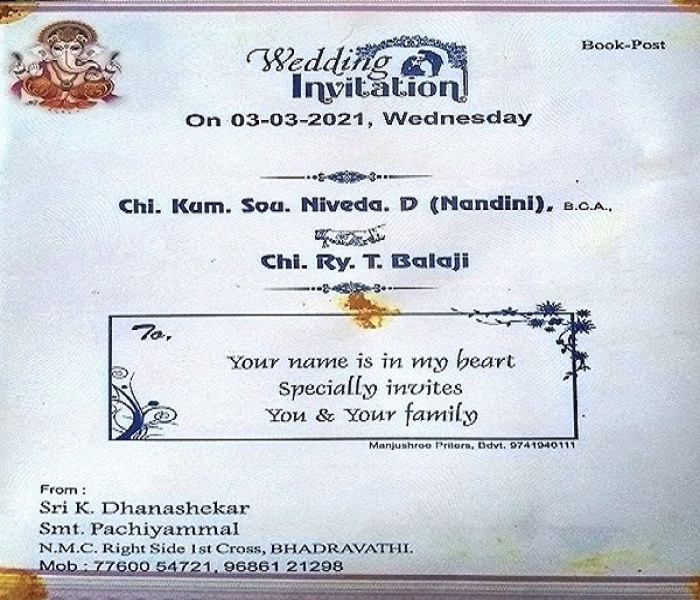 Book-Post
Wedding
Invitation
On 03-03-2021, Wednesday
Chi. Kum. Sou. Niveda. D (Nandini), B.C.A.,
Chi. Ry. T. Balaji
To,
Your name is in my heart
Specially invites
You & Your family
Manjushree Priters, Bdvt. 9741940111
From :
Sri K. Dhanashekar
Smt. Pachiyammal
N.M.C. Right Side 1st Cross, BHADRAVATHI.
Mob : 77600 54721, 96861 21298